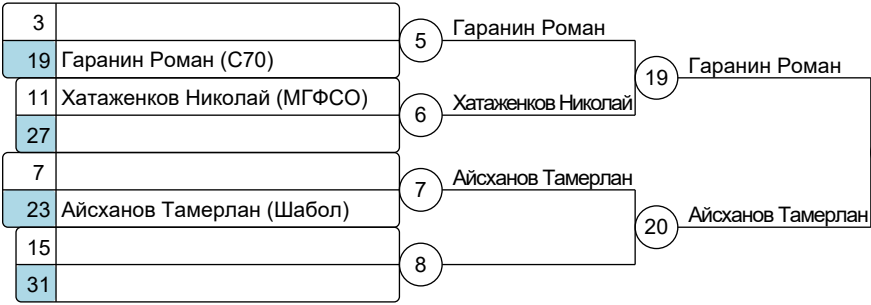 3
19 Гаранин Роман (С70)
5 Гаранин Роман
11 Хатаженков Николай (МГФСО)
27
6 Хатаженков Николай
19 Гаранин Роман
7
23 Айсханов Тамерлан (Шабол)
7 Айсханов Тамерлан
15
31
8
20 Айсханов Тамерлан